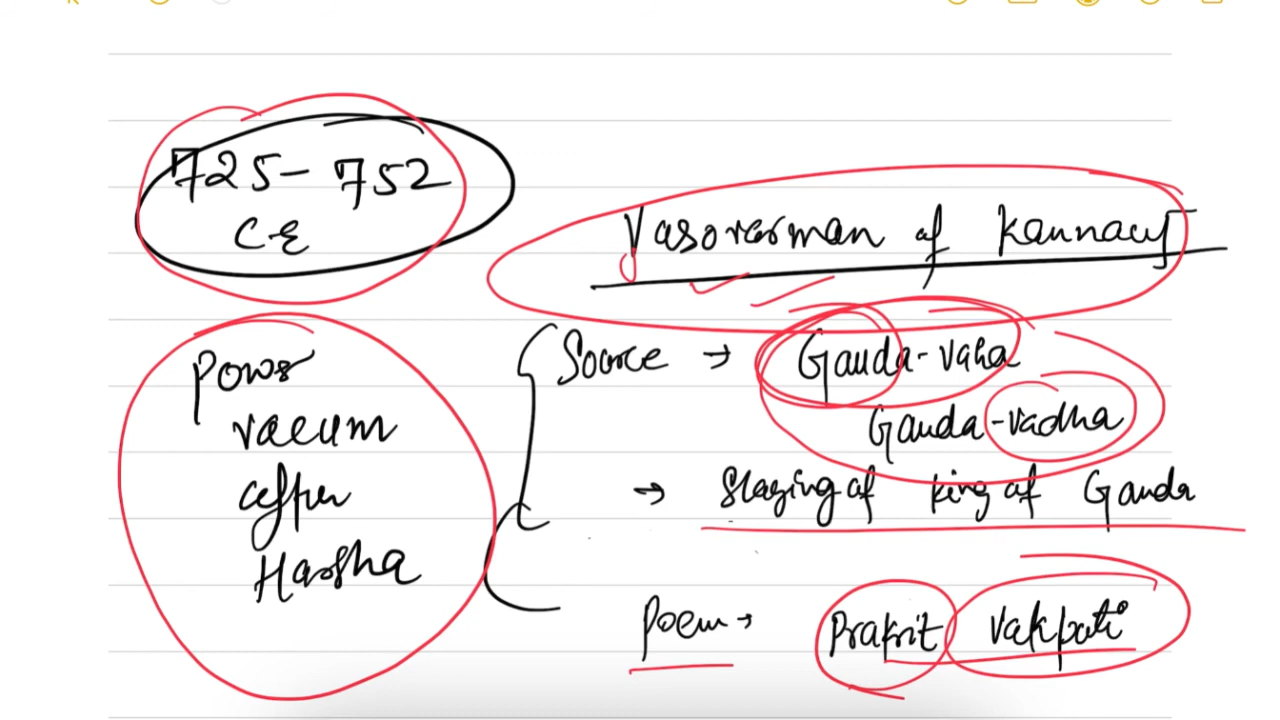 725- 752
CE
Yasovarman of Kannauj
Power
vacum
after
Harsha
Source → Gauda-vaha
Gauda-vadha
→ Slaying of king of Gauda
Poem → Prakrit Vakpati